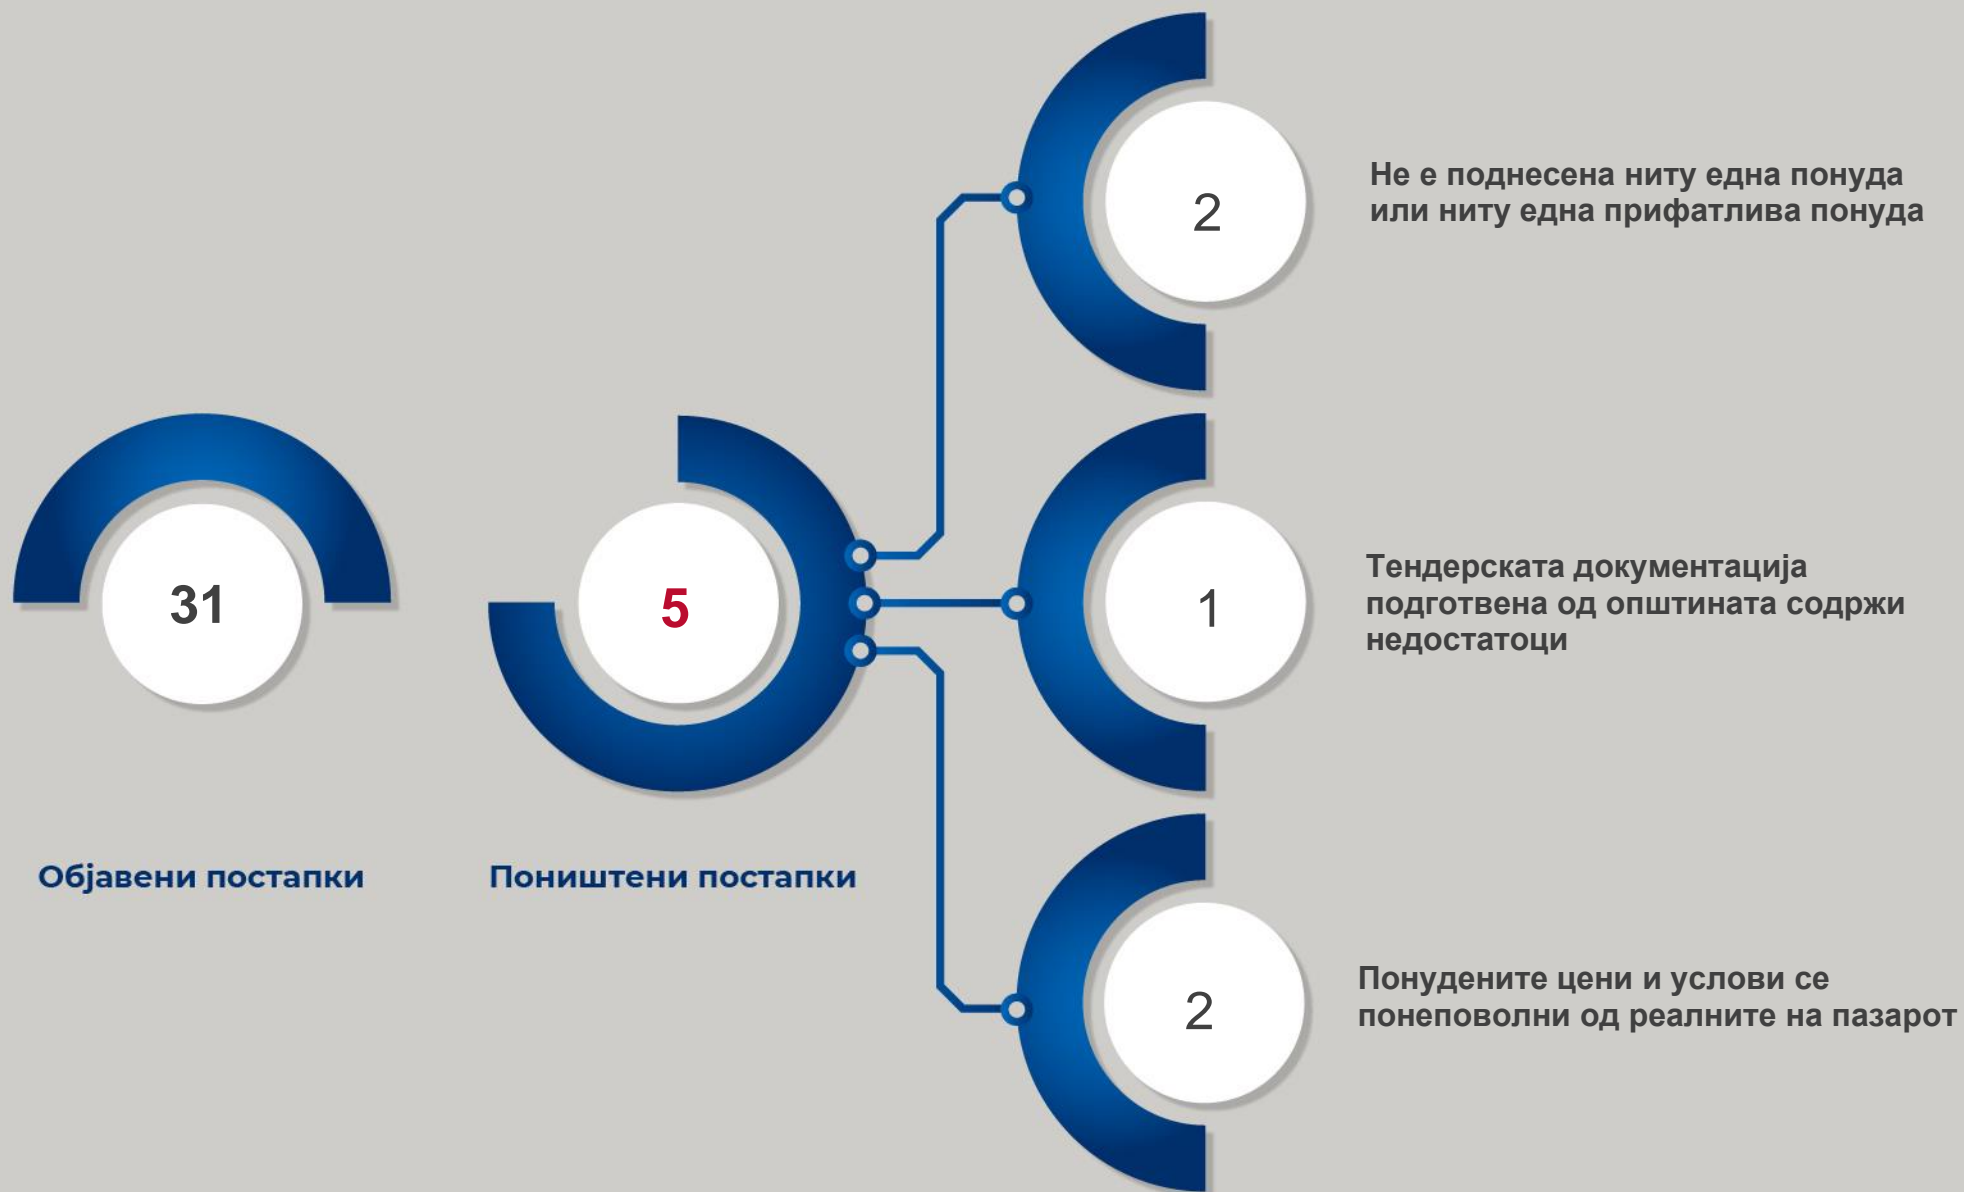 31
Објавени постапки
5
Поништени постапки
2
Не е поднесена ниту една понуда
или ниту една прифатлива понуда
1
Тендерската документација
подготвена од општината содржи
недостатоци
2
Понудените цени и услови се
понеповолни од реалните на пазарот